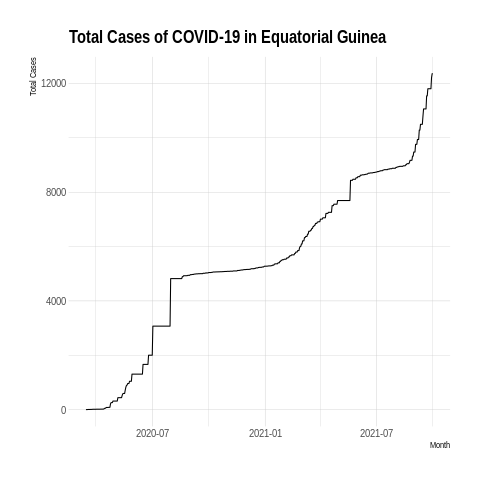 Total Cases of COVID-19 in Equatorial Guinea
Total Cases
12000
8000
4000
0
2020-07
2021-01
2021-07
Month